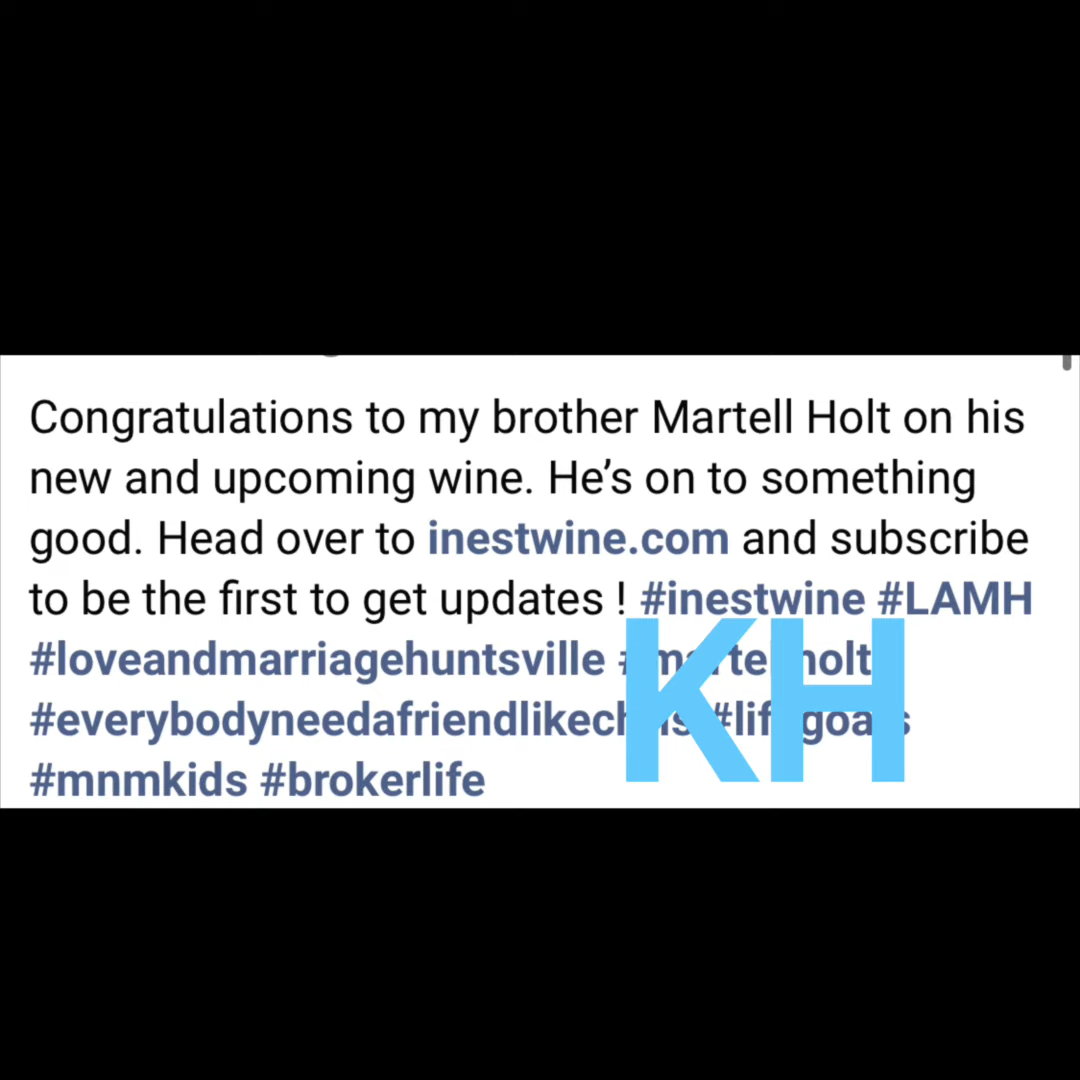 Congratulations to my brother Martell Holt on his
new and upcoming wine. He's on to something
good. Head over to inestwine.com and subscribe
to be the first to get updates ! #inestwine #LAMH
#loveandmarriagehuntsville
#mnmkids #brokerlife
KH